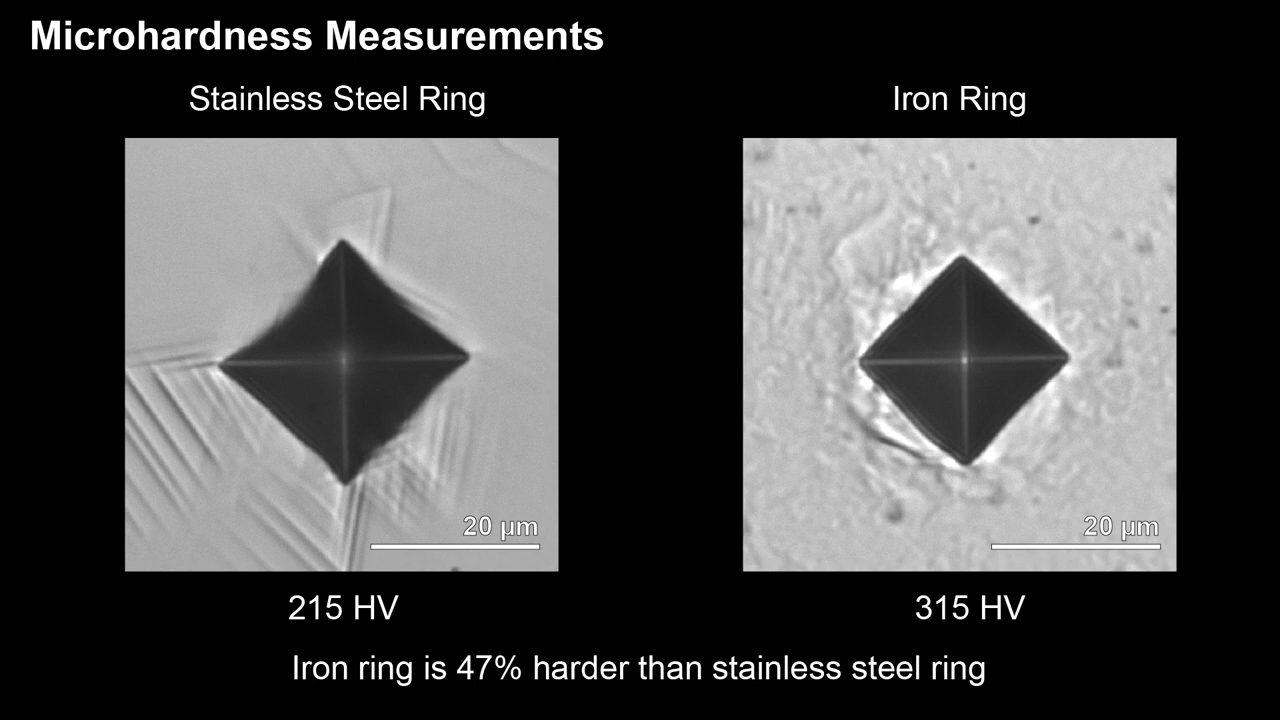 Microhardness Measurements
Stainless Steel Ring
Iron Ring
20 µm
20 µm
215 HV
315 HV
Iron ring is 47% harder than stainless steel ring